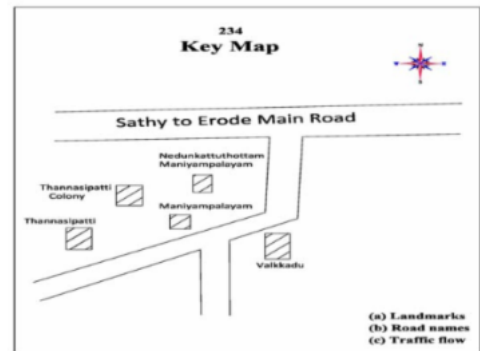 234
Key Map
N
Sathy to Erode Main Road
Nedunkattuthottam
Maniyampalayam
Thannasipatti
Colony
Maniyampalayam
Thannasipatti
Valkkadu
(a) Landmarks
(b) Road names
(c) Traffic flow